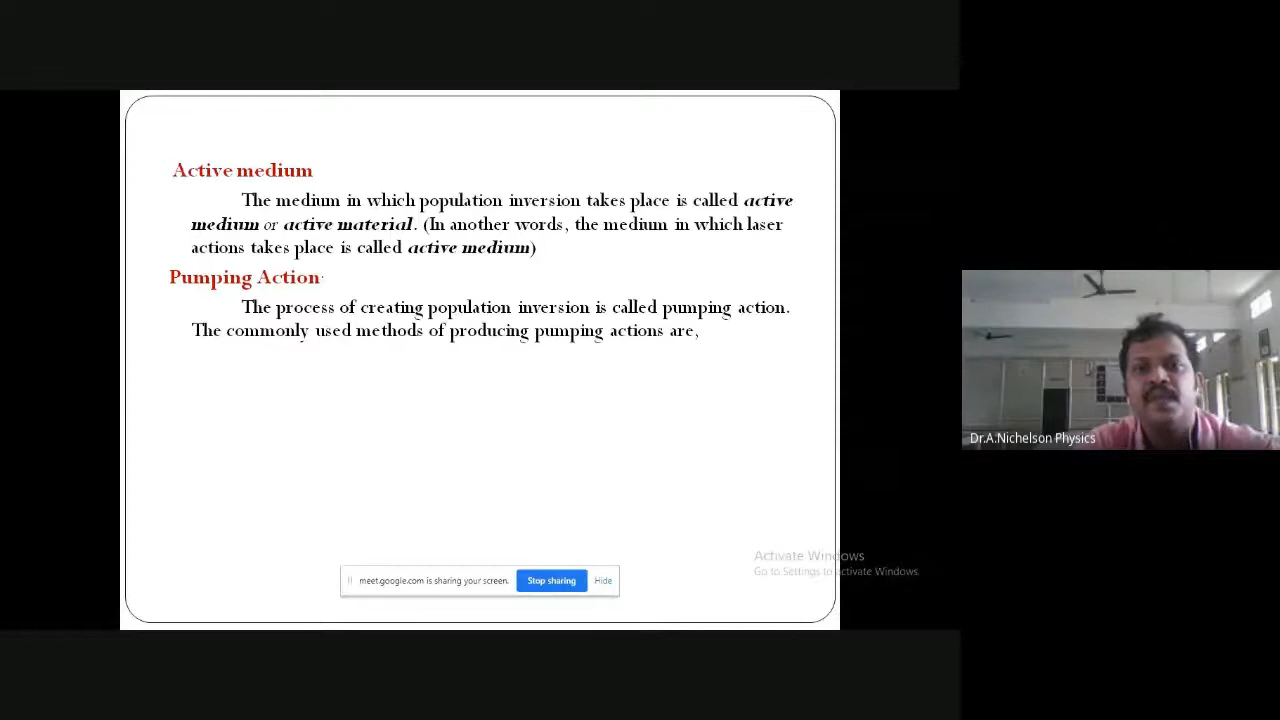 Active medium
The medium in which population inversion takes place is called active
medium or active material. (In another words, the medium in which laser
actions takes place is called active medium)
Pumping Action
The process of creating population inversion is called pumping action.
The commonly used methods of producing pumping actions are,
meet.google.com is sharing your screen. Stop sharing Hide
Activate Windows
Go to Settings to activate Windows.
Dr.A.Nichelson Physics